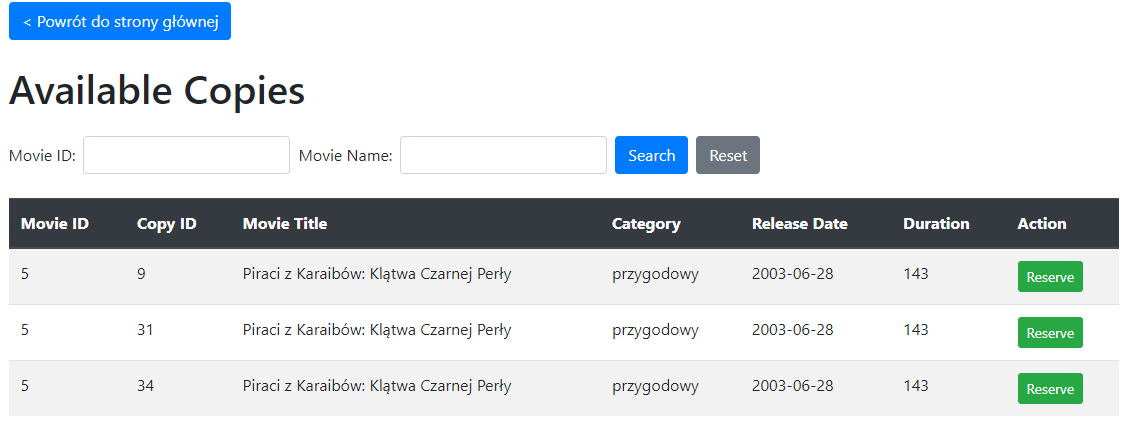 < Powrót do strony głównej
Available Copies
Movie ID: Movie Name: Search Reset
Movie ID Copy ID Movie Title Category Release Date Duration Action
5 9 Piraci z Karaibów: Klątwa Czarnej Perły przygodowy 2003-06-28 143 Reserve
5 31 Piraci z Karaibów: Klątwa Czarnej Perły przygodowy 2003-06-28 143 Reserve
5 34 Piraci z Karaibów: Klątwa Czarnej Perły przygodowy 2003-06-28 143 Reserve